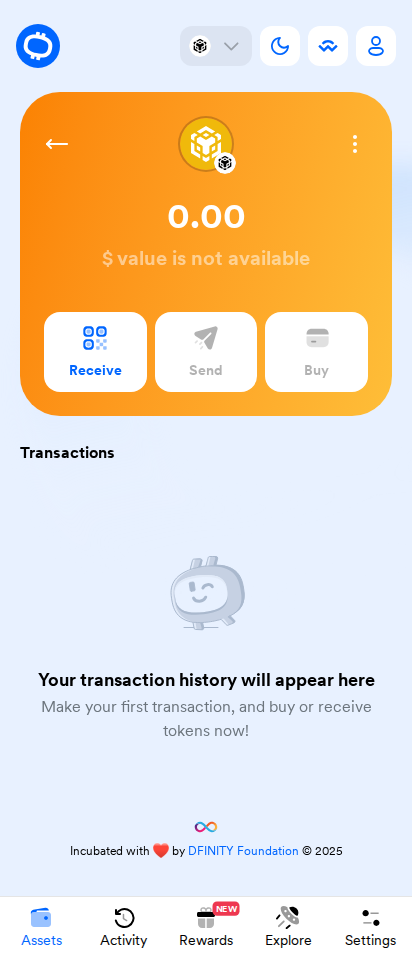 0.00
$ value is not available
Receive
Send
Buy
Transactions
Your transaction history will appear here
Make your first transaction, and buy or receive
tokens now!
Incubated with ❤️ by DFINITY Foundation © 2025
NEW
Assets
Activity
Rewards
Explore
Settings